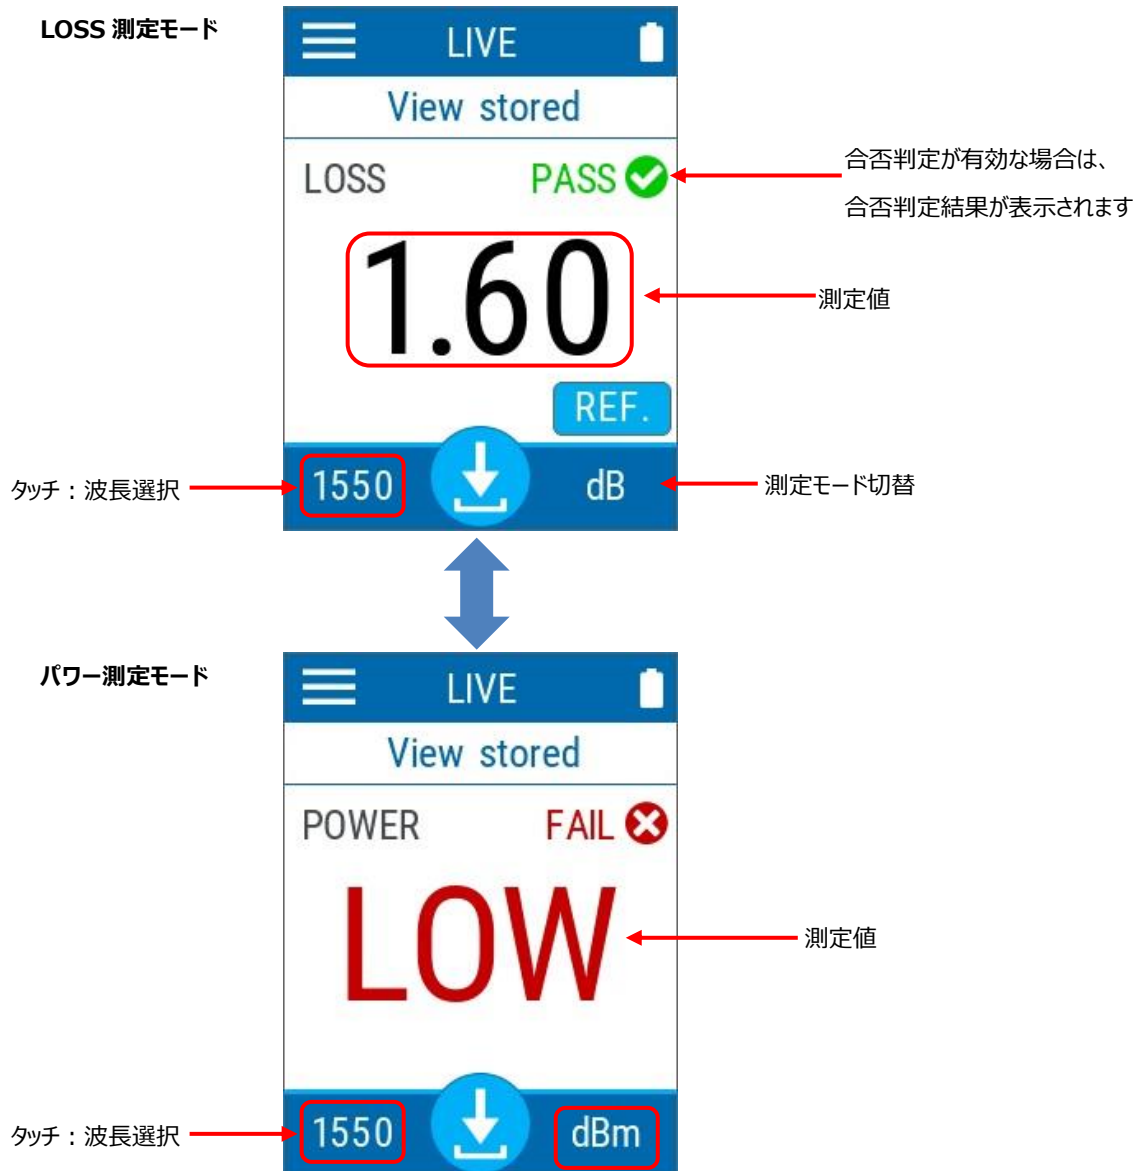 LOSS 測定モード
LIVE
View stored
LOSS
PASS
合否判定が有効な場合は、
合否判定結果が表示されます
1.60
測定値
REF.
タッチ：波長選択
1550
dB
測定モード切替
パワー測定モード
LIVE
View stored
POWER
FAIL
LOW
測定値
タッチ：波長選択
1550
dBm